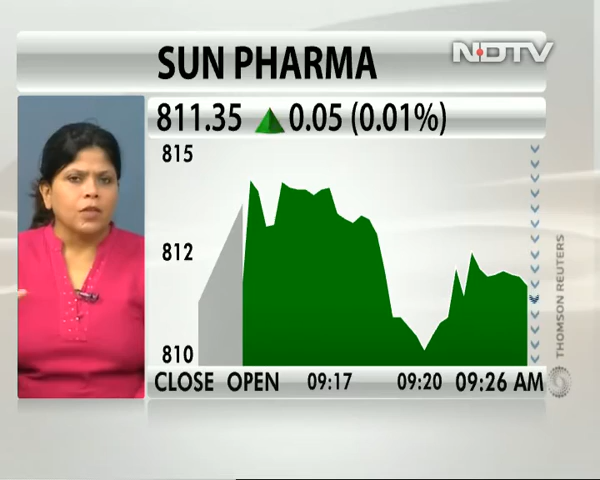 SUN PHARMA
NDTV
811.35 0.05 (0.01%)
815
812
810
CLOSE OPEN 09:17 09:20 09:26 AM
THOMSON REUTERS